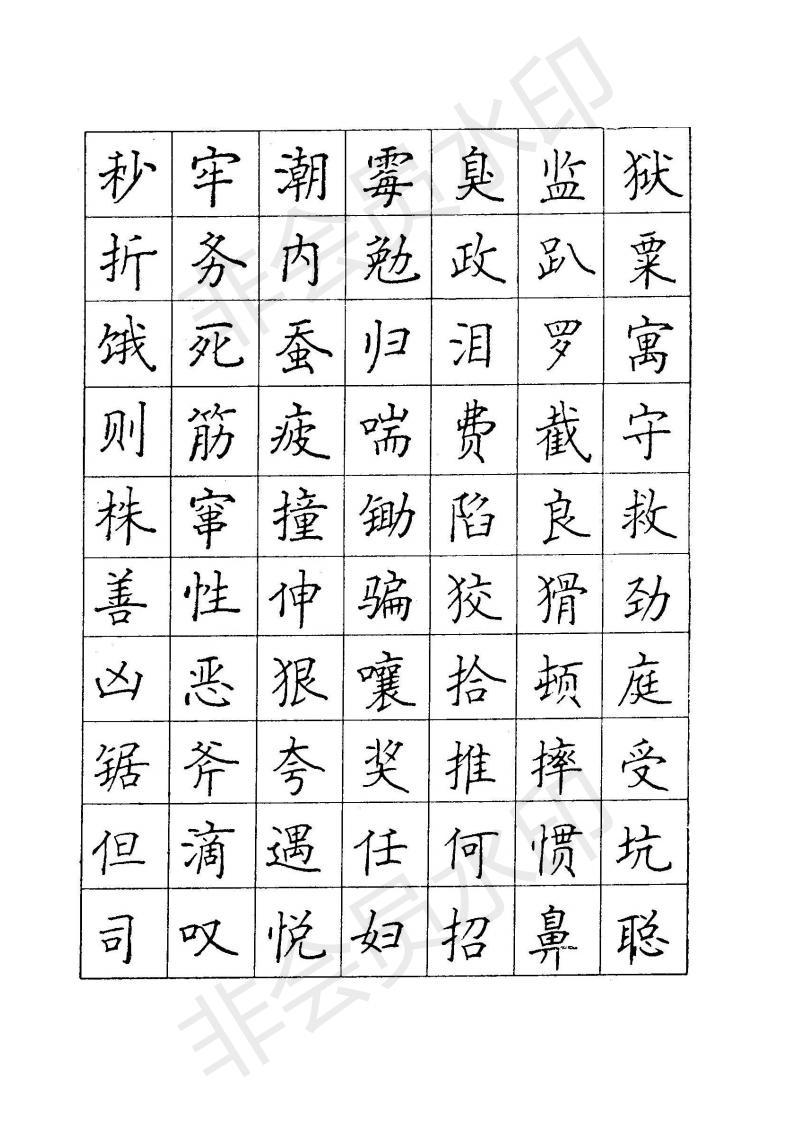 秒 牢 潮 霉 臭 监 狱
折 务 内 勉 政 趴 粟
饿 死 蚕 归 泪 罗 寓
则 筋 疲 喘 费 截 守
株 窜 撞 锄 陷 良 救
善 性 伸 骗 狡 猾 劲
凶 恶 狠 嚷 拾 顿 庭
锯 斧 夸 奖 推 摔 受
但 滴 遇 任 何 惯 坑
司 叹 悦 妇 招 鼻 聪
非会员水印
非会员水印